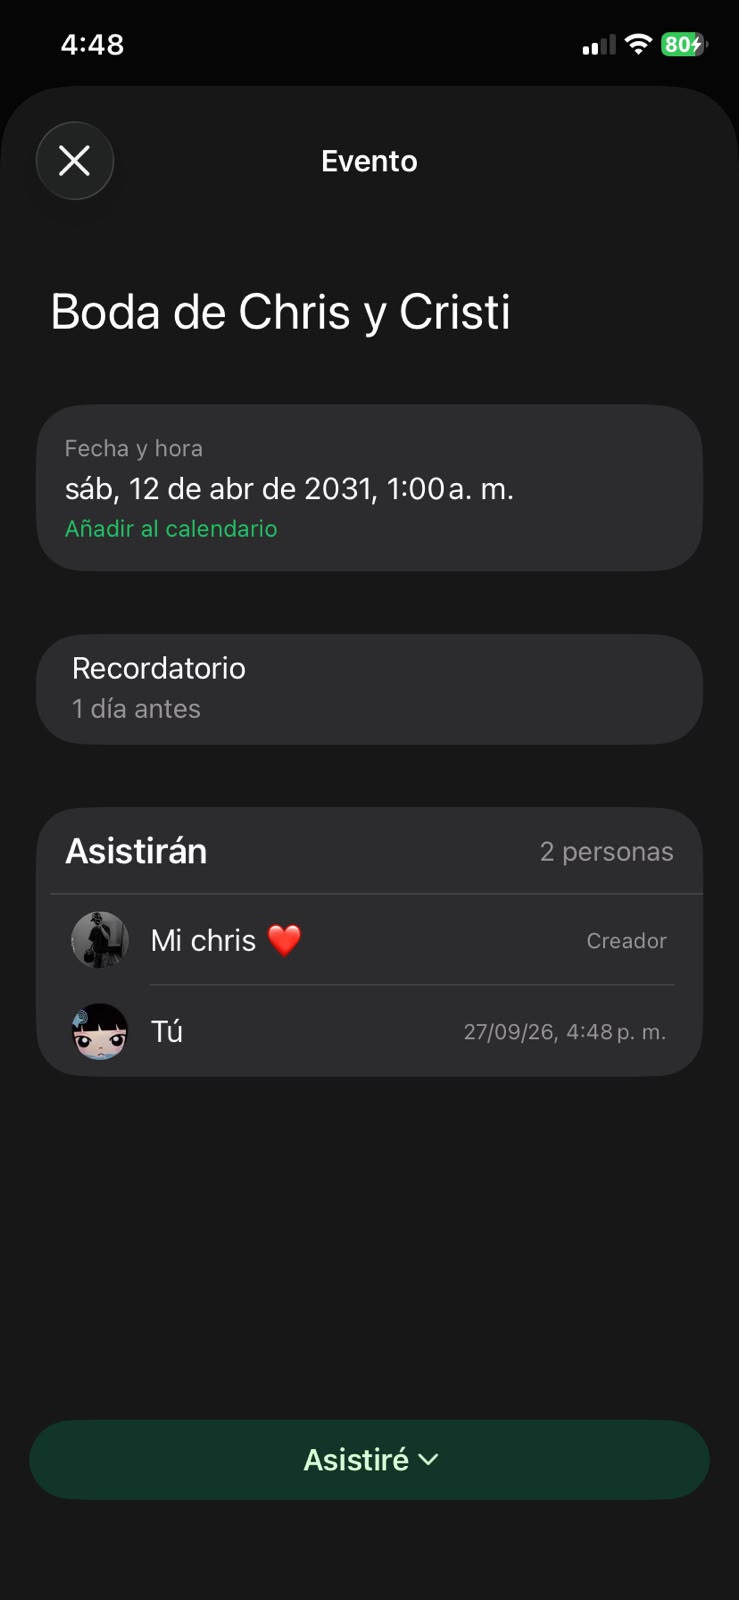 4:48
80
Evento
Boda de Chris y Cristi
Fecha y hora
sáb, 12 de abr de 2031, 1:00 a. m.
Añadir al calendario
Recordatorio
1 día antes
Asistirán
2 personas
Mi chris ❤️
Creador
Tú
27/09/26, 4:48 p. m.
Asistiré